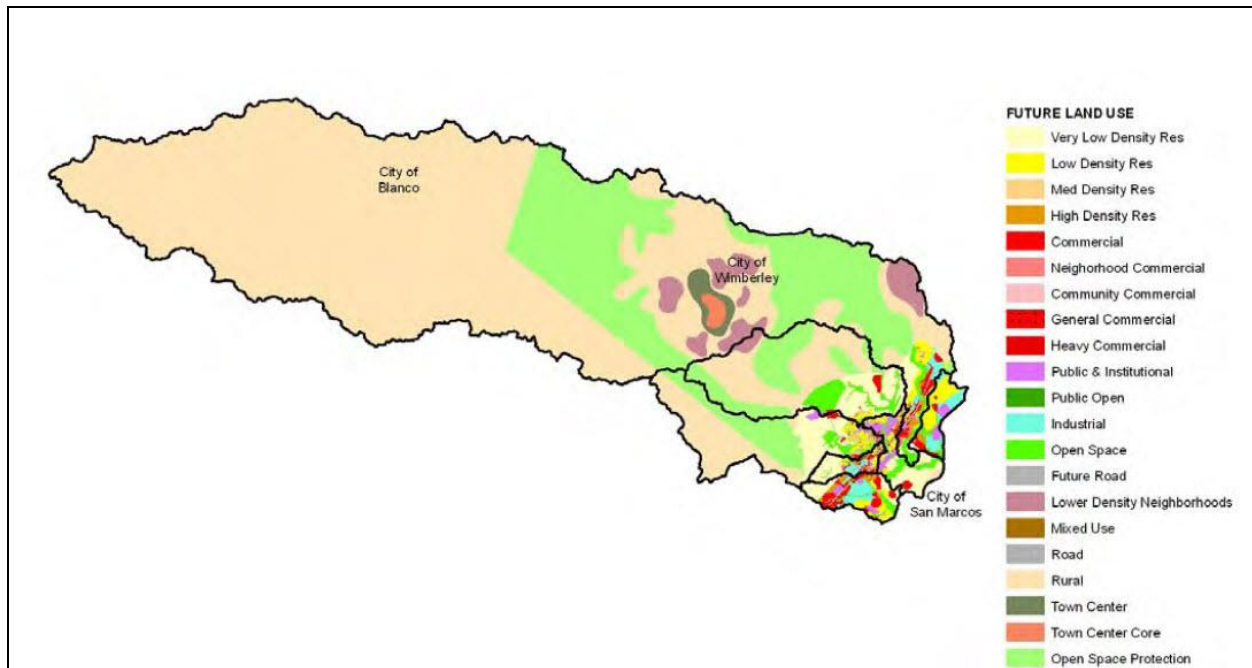 City of
Blanco
City of
Wimberley
City of
San Marcos
FUTURE LAND USE
Very Low Density Res
Low Density Res
Med Density Res
High Density Res
Commercial
Neighorhood Commercial
Community Commercial
General Commercial
Heavy Commercial
Public & Institutional
Public Open
Industrial
Open Space
Future Road
Lower Density Neighborhoods
Mixed Use
Road
Rural
Town Center
Town Center Core
Open Space Protection